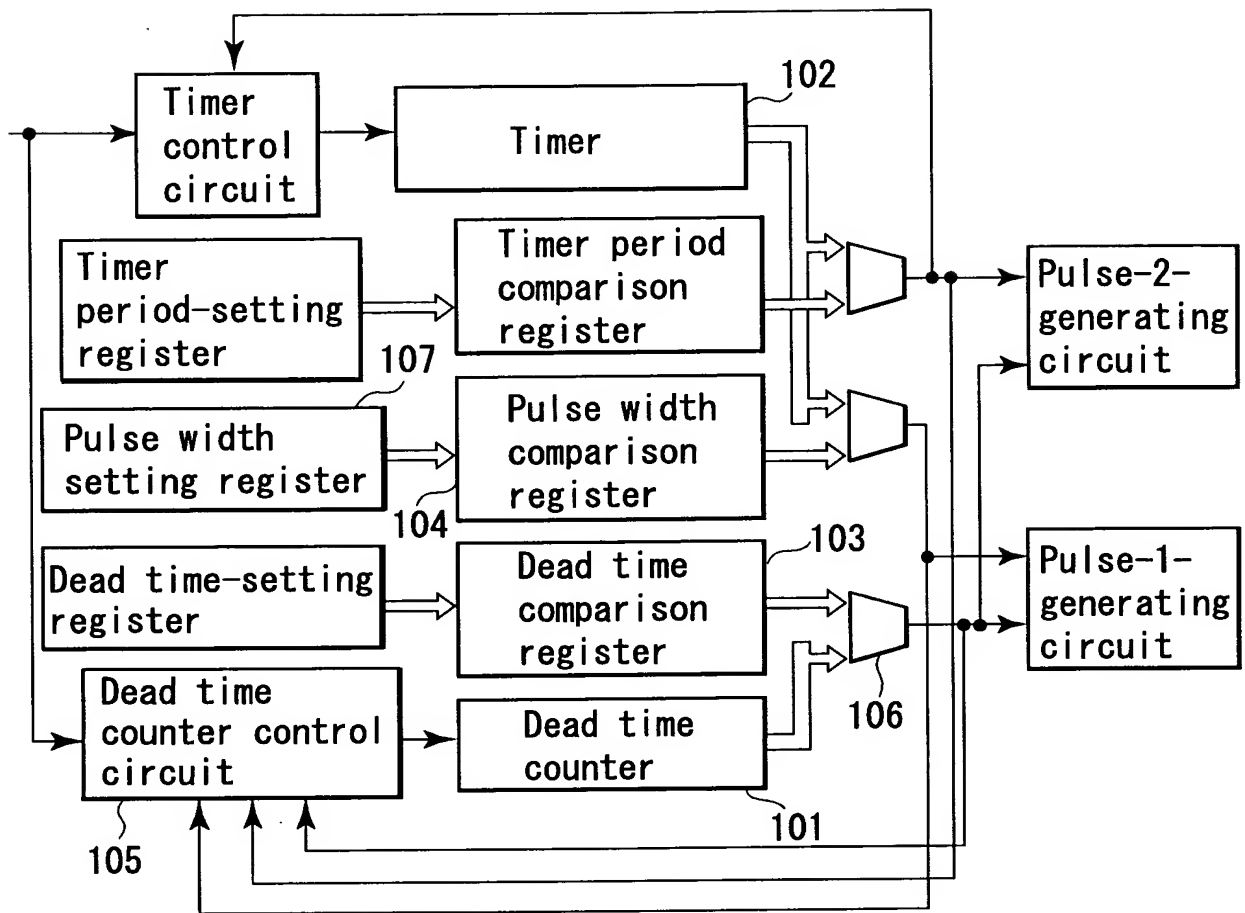 102
Timer
control
circuit
Timer
Timer
period-setting
register
Timer period
comparison
register
Pulse-2-
generating
circuit
107
Pulse width
setting register
104
Pulse width
comparison
register
103
Dead time-setting
register
Dead time
comparison
register
Pulse-1-
generating
circuit
106
Dead time
counter control
circuit
105
Dead time
counter
101